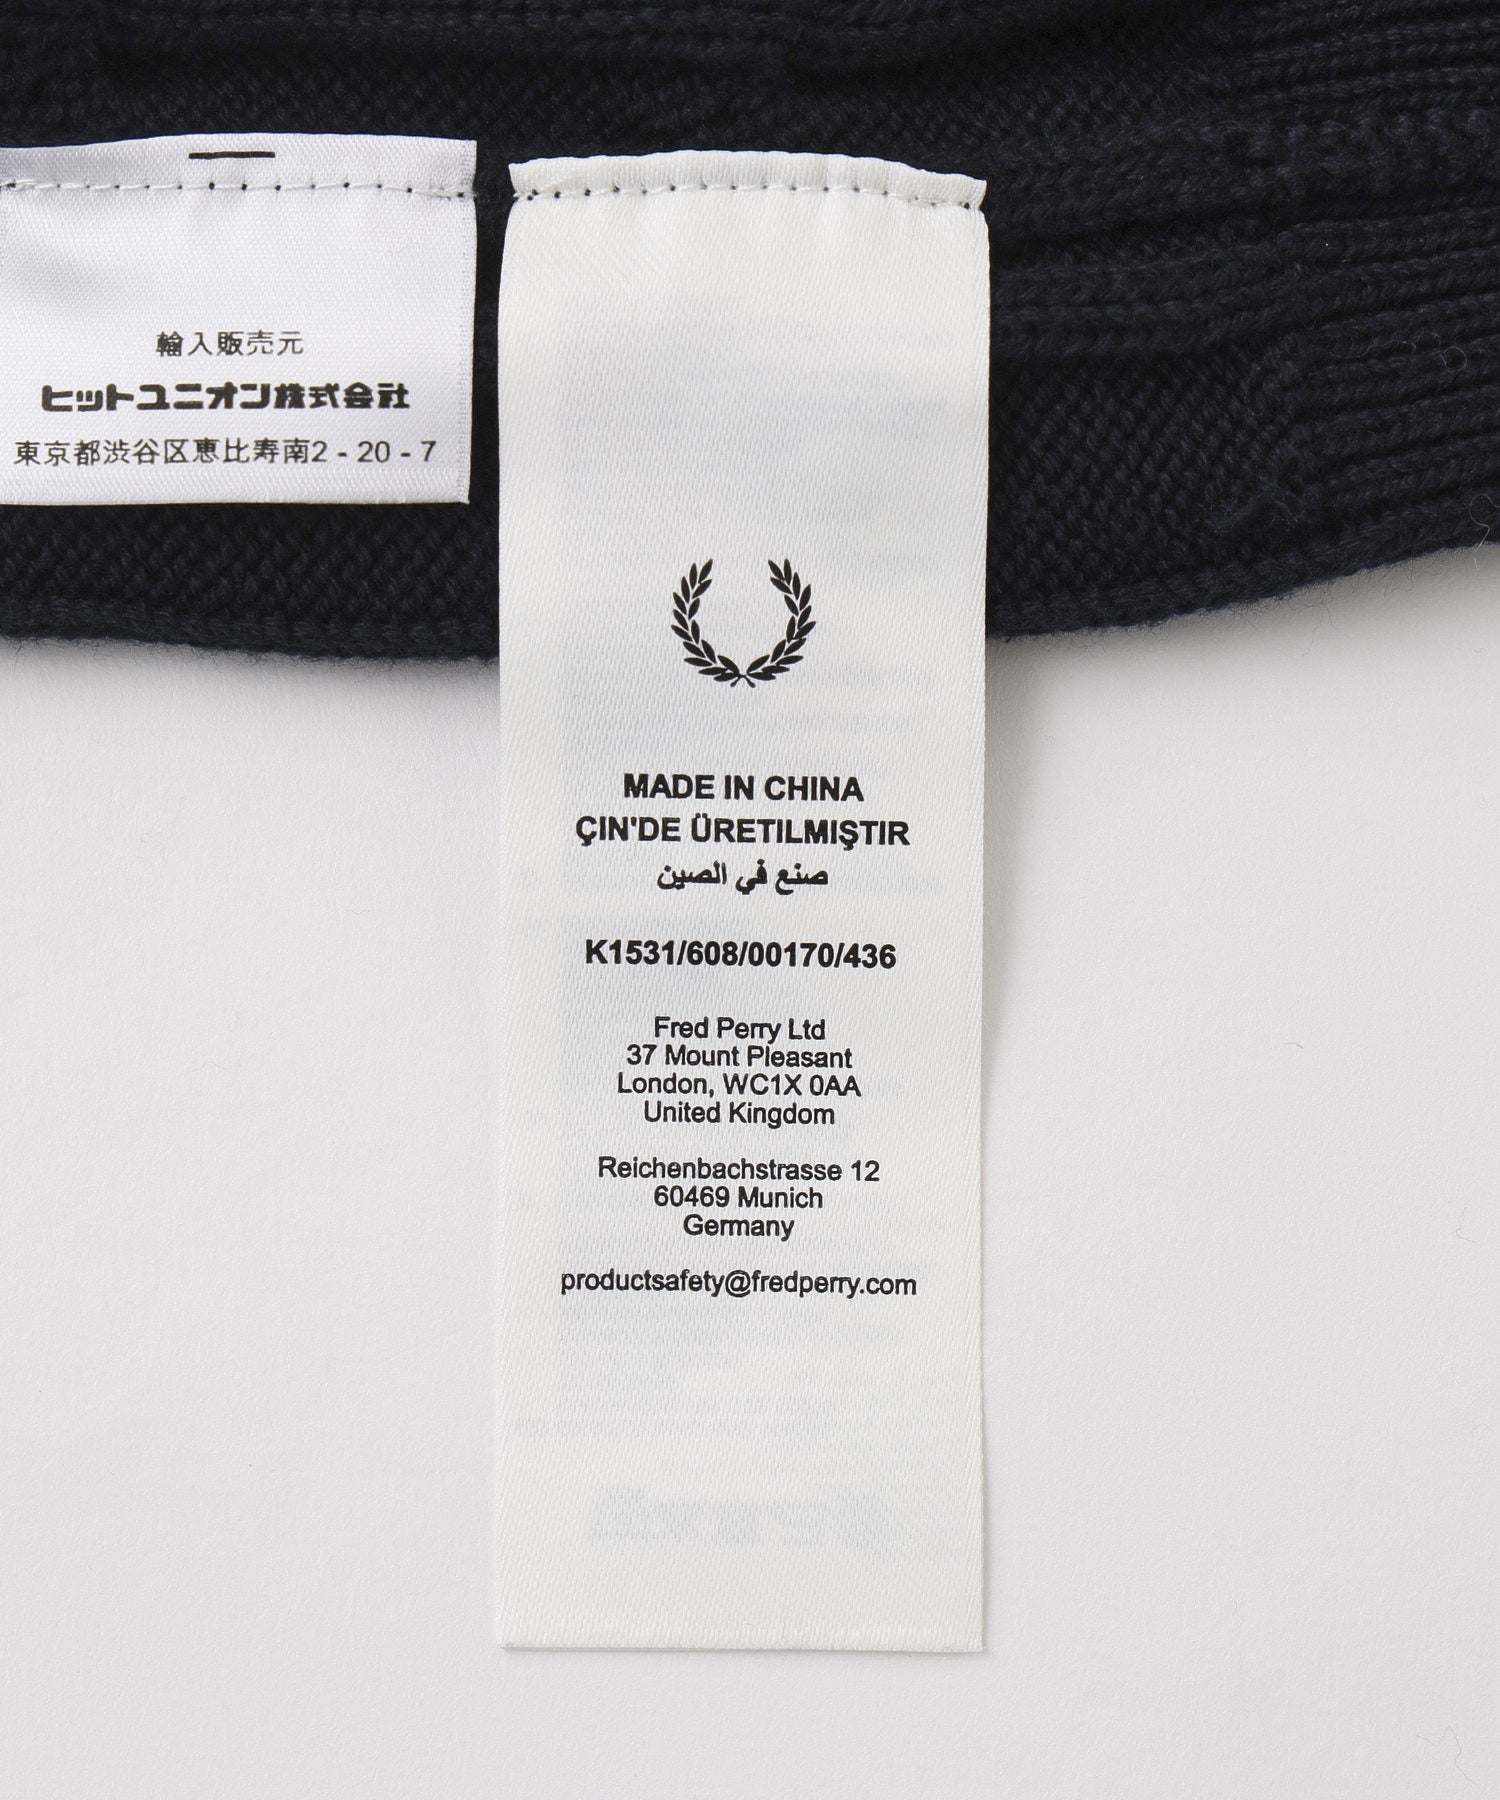 輸入販売元
ヒットユニオン株式会社
東京都渋谷区恵比寿南2 - 20 - 7
MADE IN CHINA
ÇIN'DE ÜRETILMIŞTIR
صنع في الصين
K1531/608/00170/436
Fred Perry Ltd
37 Mount Pleasant
London, WC1X 0AA
United Kingdom
Reichenbachstrasse 12
60469 Munich
Germany
productsafety@fredperry.com